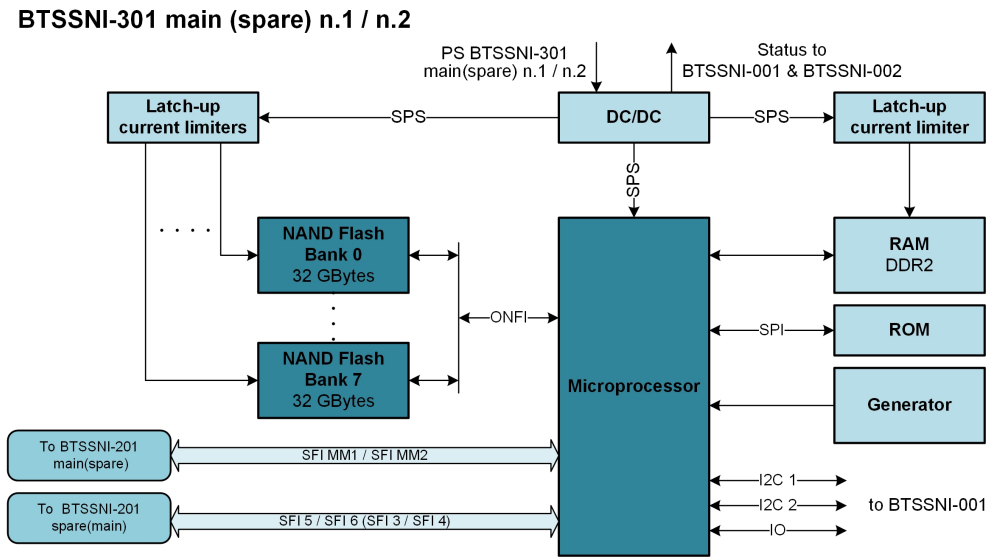 BTSSNI-301 main (spare) n.1 / n.2
PS BTSSNI-301
main(spare) n.1 / n.2
Status to
BTSSNI-001 & BTSSNI-002
Latch-up
current limiters
SPS
DC/DC
SPS
Latch-up
current limiter
SPS
NAND Flash
Bank 0
32 GBytes
RAM
DDR2
ONFI
SPI
ROM
NAND Flash
Bank 7
32 GBytes
Microprocessor
Generator
To BTSSNI-201
main(spare)
SFI MM1 / SFI MM2
I2C 1
I2C 2
to BTSSNI-001
IO
To BTSSNI-201
spare(main)
SFI 5 / SFI 6 (SFI 3 / SFI 4)